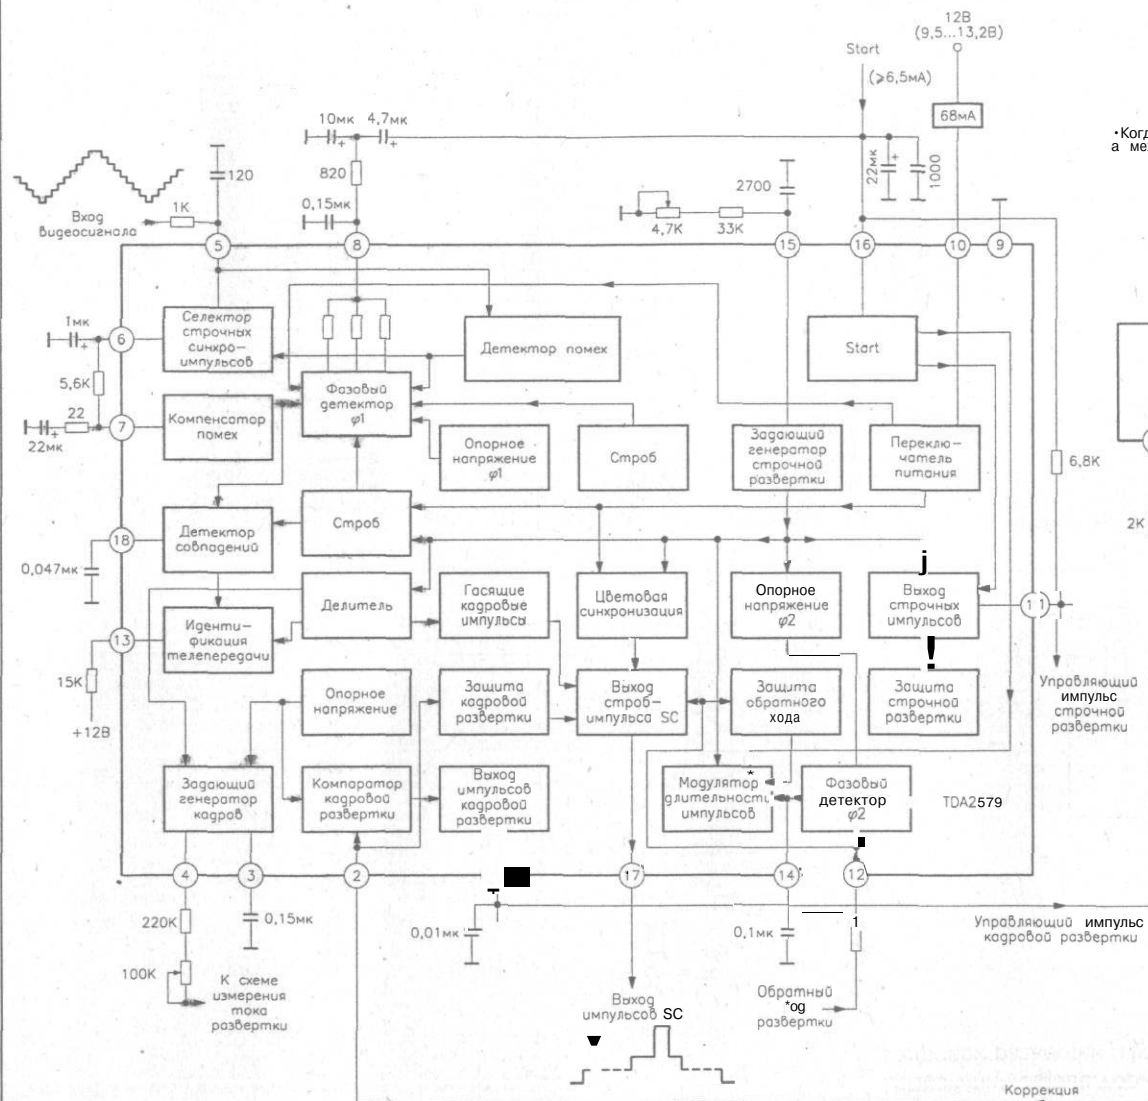 12В
(9,5...13,2В)
Start
(≥6,5мА)
68мА
10мк
4,7мк
22мк
1000
120
820
2700
1К
0,15мк
4,7К
33К
Вход
видеосигнала
5
8
15
16
10
9
1мк
6
5,6К
22
7
22мк
Селектор
строчных
синхро-
импульсов
Детектор помех
Start
Фазовый
детектор
φ1
Компенсатор
помех
Опорное
напряжение
φ1
Строб
Задающий
генератор
строчной
развертки
Переклю-
чатель
питания
6,8К
2К
18
0,047мк
Детектор
совпадений
Строб
j
Делитель
Гасящие
кадровые
импульсы
Цветовая
синхронизация
Опорное
напряжение
φ2
Выход
строчных
импульсов
11
13
Иденти-
фикация
телепередачи
!
15К
+12В
Опорное
напряжение
Защита
кадровой
развертки
Выход
строб-
импульса SC
Защита
обратного
хода
Защита
строчной
развертки
Управляющий
импульс
строчной
развертки
Задающий
генератор
кадров
Компаратор
кадровой
развертки
Выход
импульсов
кадровой
развертки
Модулятор
длительность
импульсов
*
Фазовый
детектор
φ2
TDA2579
4
3
2
17
14
12
220К
0,15мк
0,01мк
0,1мк
1
Управляющий импульс
кадровой развертки
100К
К схеме
измерения
тока
развертки
Выход
импульсов SC
Обратный
*og
развертки
Коррекция